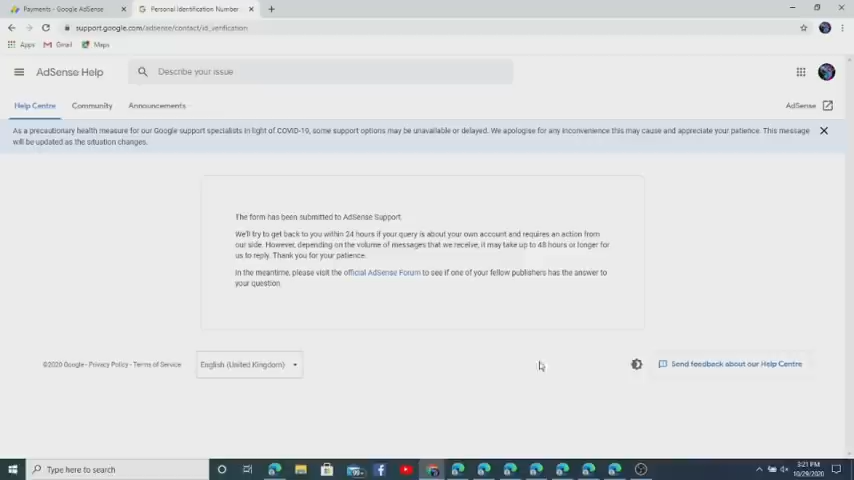 Payments - Google AdSense
Personal Identification Number
support.google.com/adsense/contact/id_verification
Apps
Gmail
Maps
AdSense Help
Describe your issue
Help Centre
Community
Announcements
AdSense
As a precautionary health measure for our Google support specialists in light of COVID-19, some support options may be unavailable or delayed. We apologise for any inconvenience this may cause and appreciate your patience. This message
will be updated as the situation changes.
The form has been submitted to AdSense Support
We'll try to get back to you within 24 hours if your query is about your own account and requires an action from
our side. However, depending on the volume of messages that we receive, it may take up to 48 hours or longer for
us to reply. Thank you for your patience.
In the meantime, please visit the official AdSense Forum to see if one of your fellow publishers has the answer to
your question
©2020 Google - Privacy Policy - Terms of Service
English (United Kingdom)
Send feedback about our Help Centre
Type here to search
3:21 PM
10/29/2020